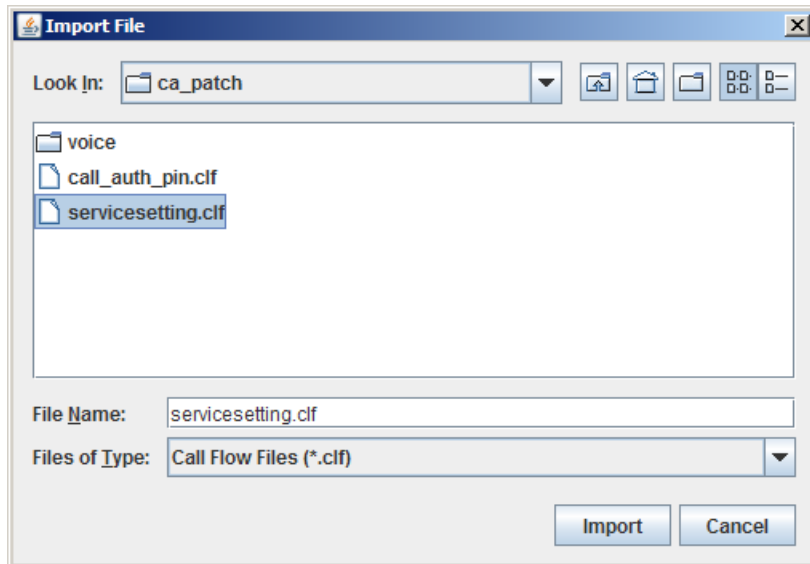 Import File
Look In: ca_patch
voice
call_auth_pin.clf
servicesetting.clf
File Name: servicesetting.clf
Files of Type: Call Flow Files (*.clf)
Import Cancel